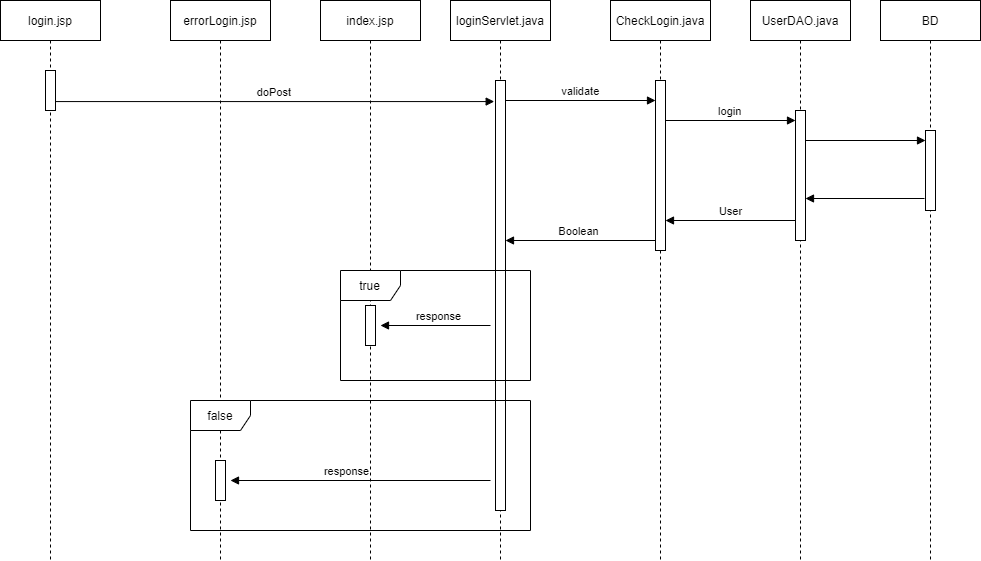 login.jsp
errorLogin.jsp
index.jsp
loginServlet.java
CheckLogin.java
UserDAO.java
BD
doPost
validate
login
User
Boolean
true
response
false
response